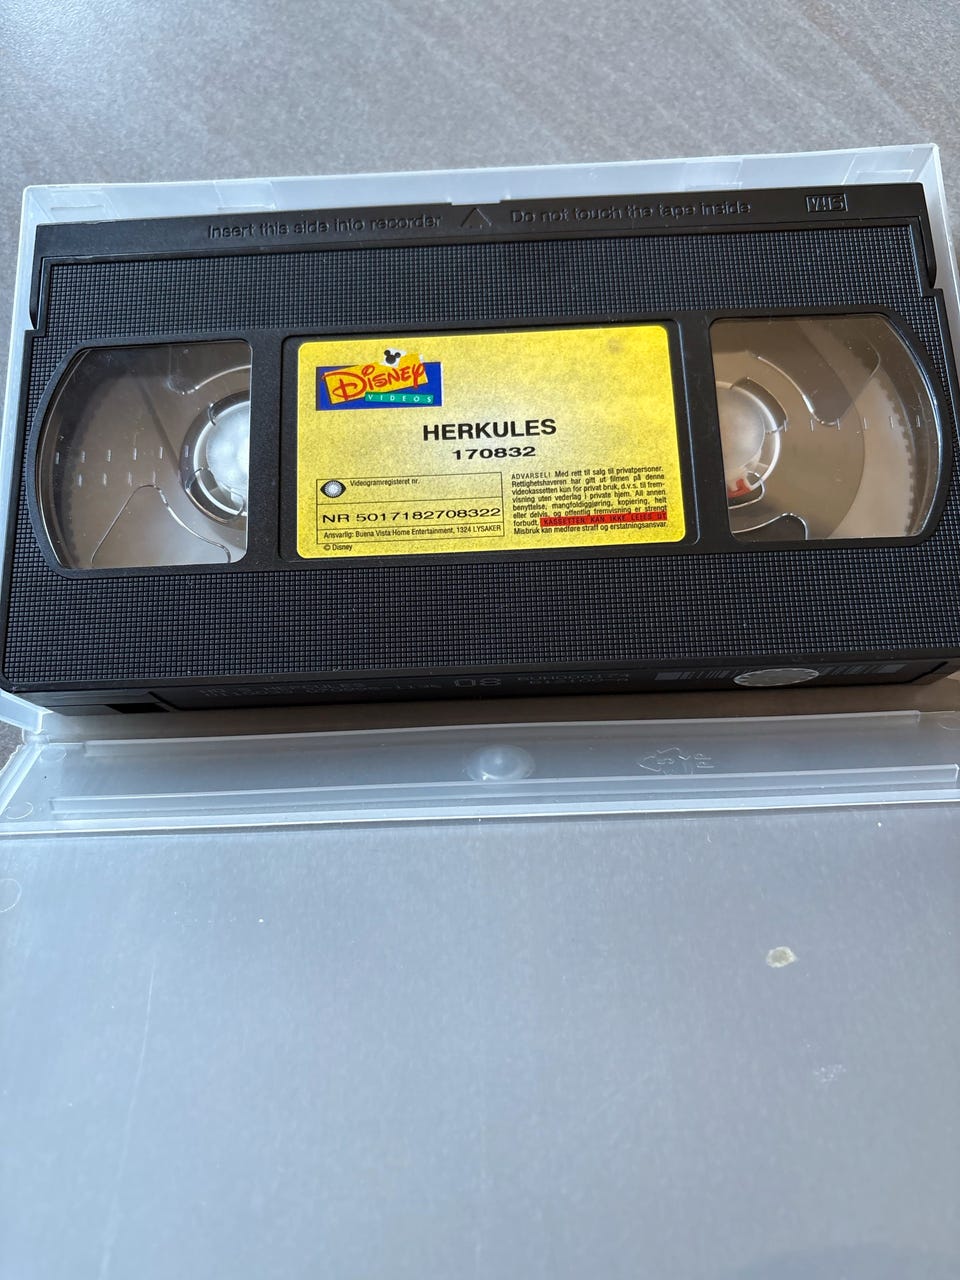 Insert this side into recorder
Do not touch the tape inside
VHS
Disney
VIDEOS
HERKULES
170832
Videogramregisteret nr.
NR 5017182708322
Ansvarlig: Buena Vista Home Entertainment, 1324 LYSAKER
© Disney
ADVARSEL! Med rett til salg til privatpersoner.
Rettighetshaveren har gitt ut filmen på denne
videokassetten kun for privat bruk, d.v.s. til frem-
visning uten vederlag i private hjem. All annen
benyttelse, mangfoldiggjøring, kopiering, helt
eller delvis, og offentlig fremvisning er strengt
forbudt. KASSETTEN KAN IKKE LEIES UT
Misbruk kan medføre straff og erstatningsansvar.
08